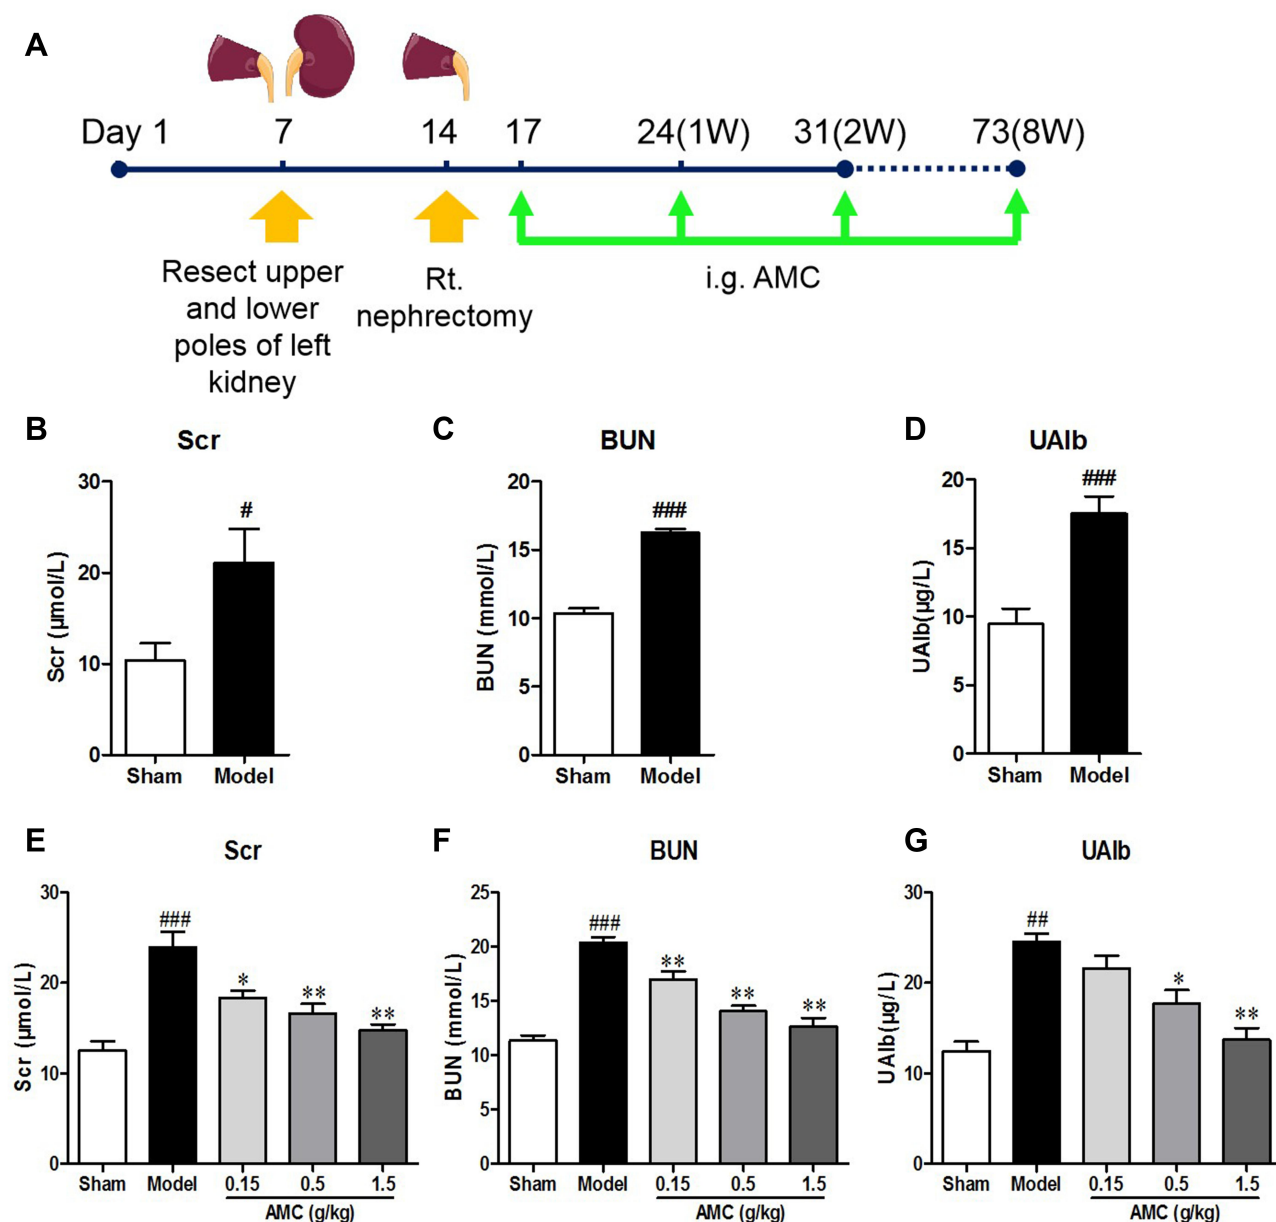 A
Day 1 7 14 17 24(1W) 31(2W) 73(8W)
Resect upper
and lower
poles of left
kidney
Rt.
nephrectomy
i.g. AMC
B
Scr
Scr (µmol/L)
30
20
10
0
#
Sham Model
C
BUN
BUN (mmol/L)
20
15
10
5
0
###
Sham Model
D
UAlb
UAlb(µg/L)
20
15
10
5
0
###
Sham Model
E
Scr
Scr (µmol/L)
30
20
10
0
###
*
**
**
Sham Model 0.15 0.5 1.5
AMC (g/kg)
F
BUN
BUN (mmol/L)
25
20
15
10
5
0
###
**
**
**
Sham Model 0.15 0.5 1.5
AMC (g/kg)
G
UAlb
UAlb(µg/L)
30
20
10
0
##
*
**
Sham Model 0.15 0.5 1.5
AMC (g/kg)